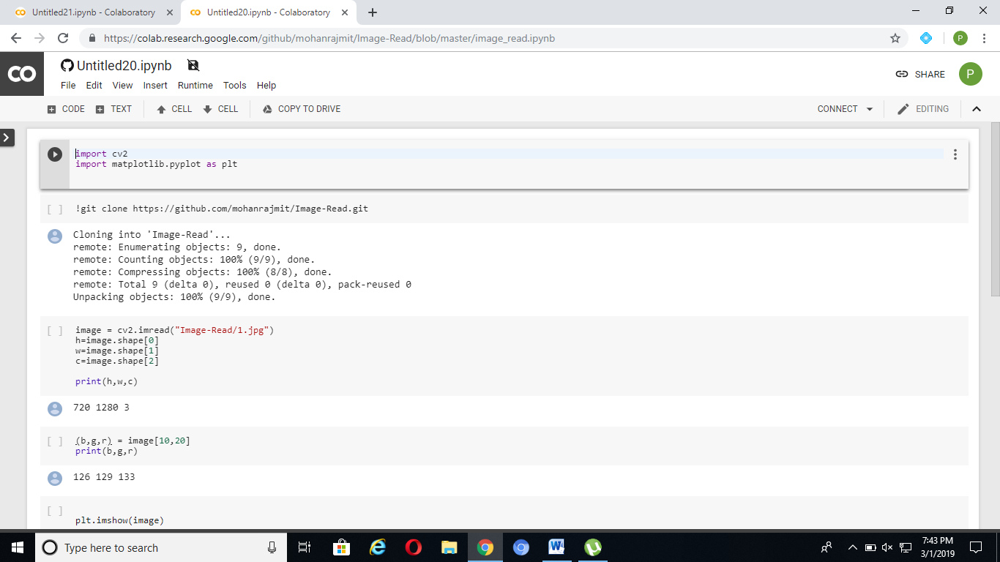 Untitled21.ipynb - Colaboratory
Untitled20.ipynb - Colaboratory
https://colab.research.google.com/github/mohanrajmit/Image-Read/blob/master/image_read.ipynb
P
CO
Untitled20.ipynb
SHARE
P
File Edit View Insert Runtime Tools Help
CODE TEXT CELL CELL COPY TO DRIVE CONNECT EDITING
import cv2
import matplotlib.pyplot as plt
[ ] !git clone https://github.com/mohanrajmit/Image-Read.git
Cloning into 'Image-Read'...
remote: Enumerating objects: 9, done.
remote: Counting objects: 100% (9/9), done.
remote: Compressing objects: 100% (8/8), done.
remote: Total 9 (delta 0), reused 0 (delta 0), pack-reused 0
Unpacking objects: 100% (9/9), done.
[ ] image = cv2.imread("Image-Read/1.jpg")
h=image.shape[0]
w=image.shape[1]
c=image.shape[2]
print(h,w,c)
720 1280 3
[ ] (b,g,r) = image[10,20]
print(b,g,r)
126 129 133
[ ]
plt.imshow(image)
Type here to search
W
7:43 PM
3/1/2019